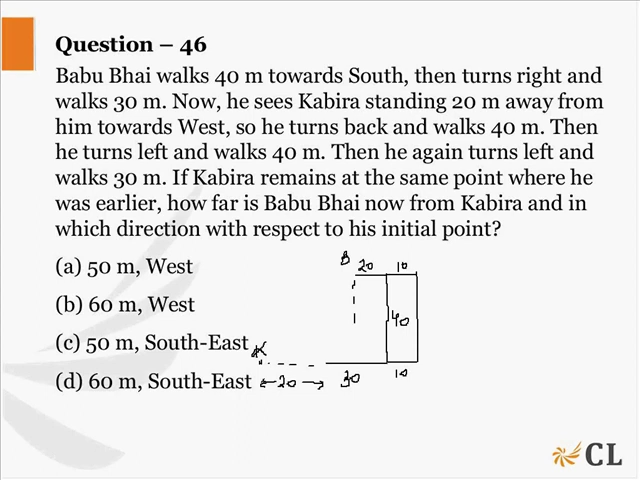 Question – 46
Babu Bhai walks 40 m towards South, then turns right and
walks 30 m. Now, he sees Kabira standing 20 m away from
him towards West, so he turns back and walks 40 m. Then
he turns left and walks 40 m. Then he again turns left and
walks 30 m. If Kabira remains at the same point where he
was earlier, how far is Babu Bhai now from Kabira and in
which direction with respect to his initial point?
(a) 50 m, West
B 20 10
(b) 60 m, West
40
(c) 50 m, South-East
K
(d) 60 m, South-East
20 30 10
CL